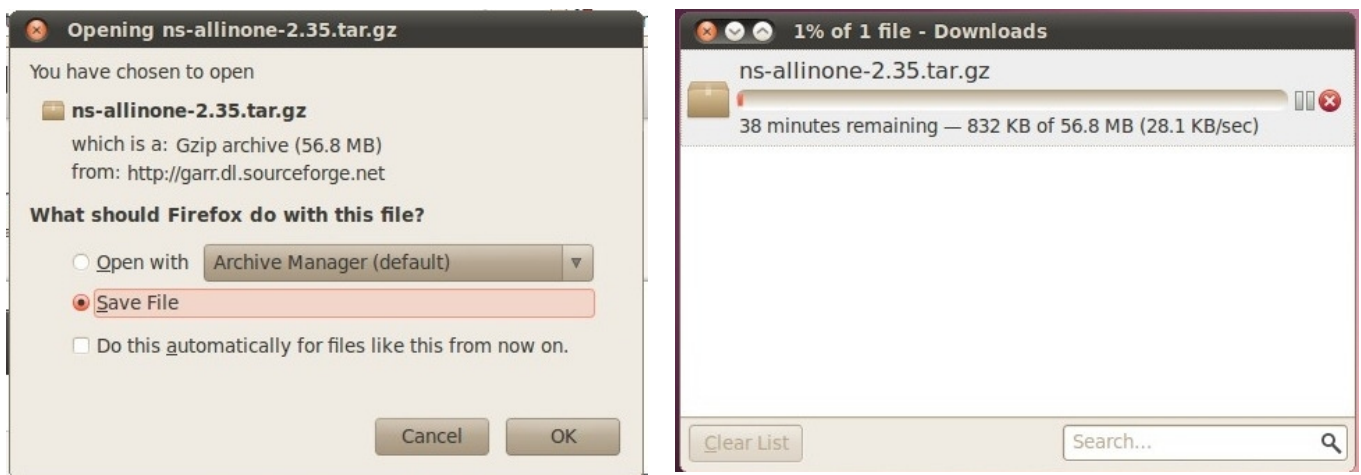 Opening ns-allinone-2.35.tar.gz
You have chosen to open
ns-allinone-2.35.tar.gz
which is a: Gzip archive (56.8 MB)
from: http://garr.dl.sourceforge.net
What should Firefox do with this file?
Open with Archive Manager (default)
Save File
Do this automatically for files like this from now on.
Cancel OK
1% of 1 file - Downloads
ns-allinone-2.35.tar.gz
38 minutes remaining — 832 KB of 56.8 MB (28.1 KB/sec)
Clear List Search...